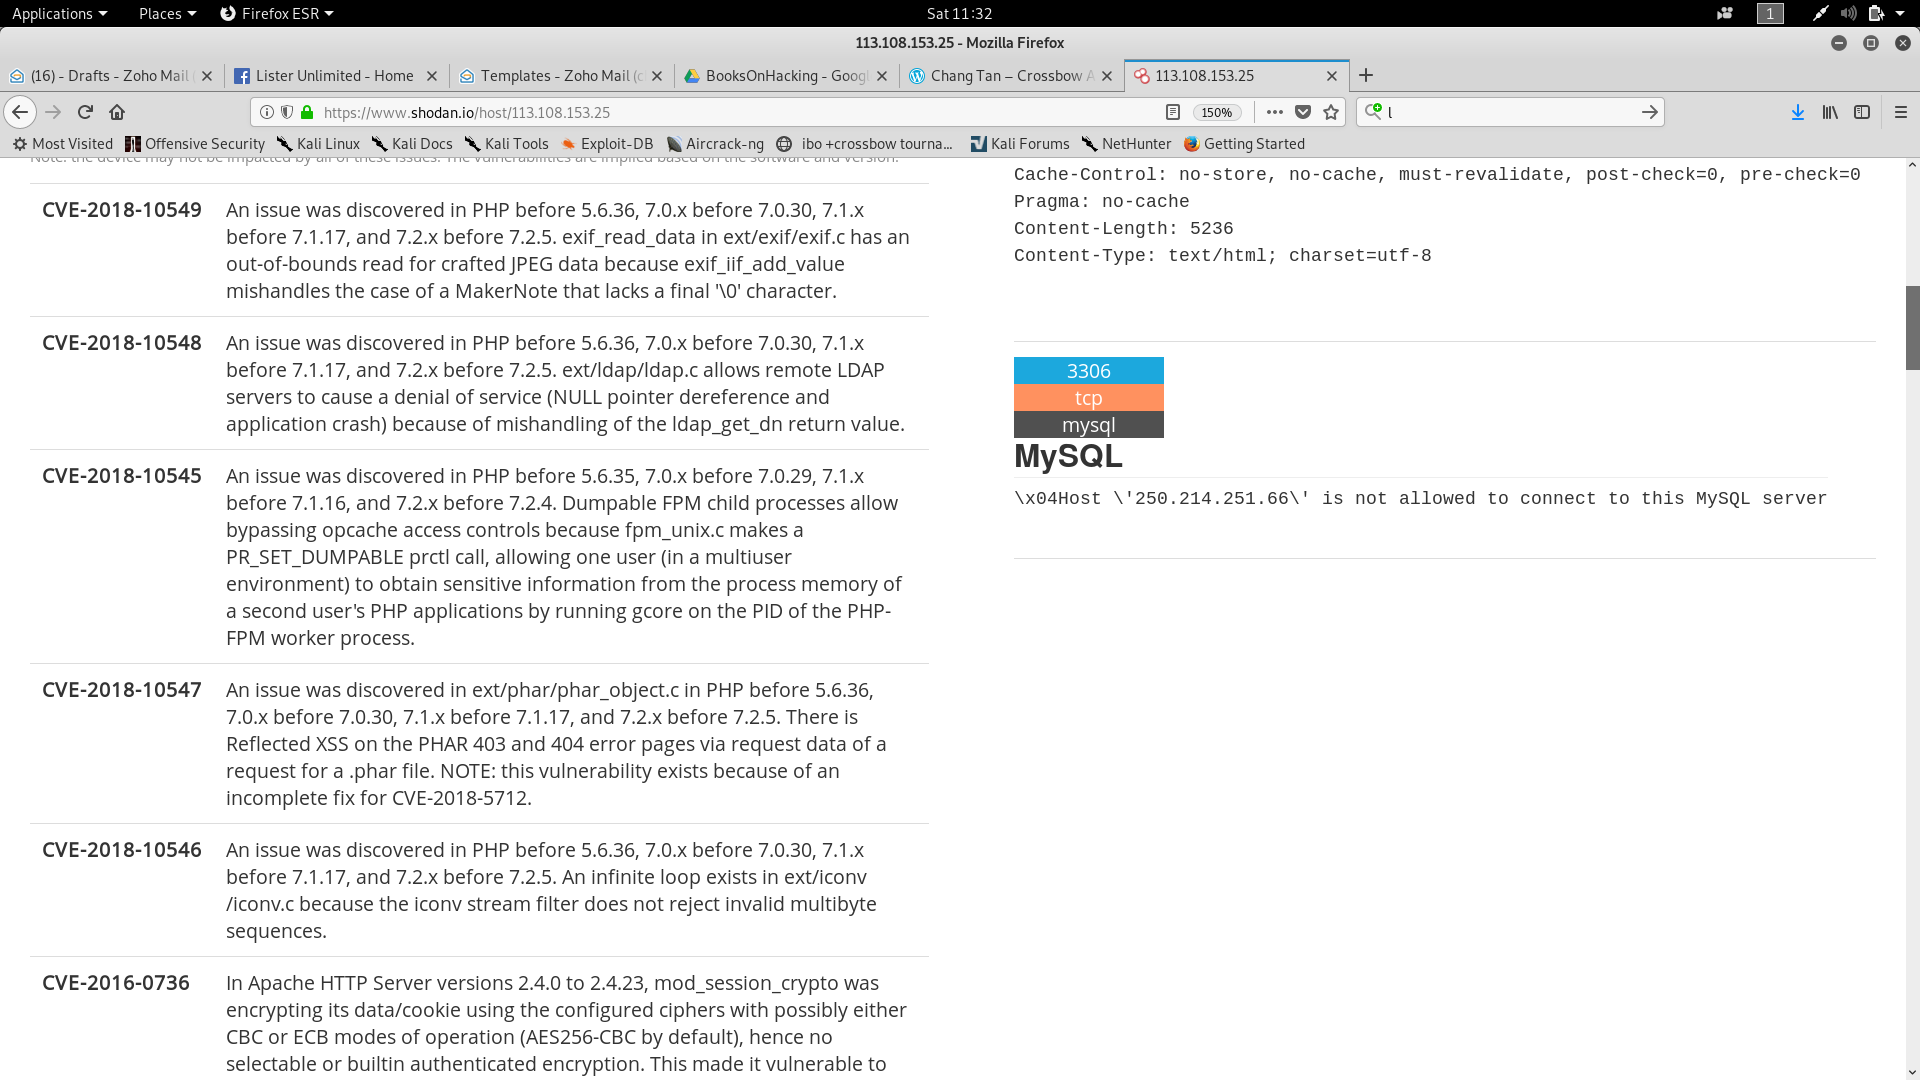 Applications Places Firefox ESR Sat 11:32 1
113.108.153.25 - Mozilla Firefox
(16) - Drafts - Zoho Mail Lister Unlimited - Home Templates - Zoho Mail (c BooksOnHacking - Googl Chang Tan – Crossbow A 113.108.153.25
https://www.shodan.io/host/113.108.153.25 150% l
Most Visited Offensive Security Kali Linux Kali Docs Kali Tools Exploit-DB Aircrack-ng ibo +crossbow tourna... Kali Forums NetHunter Getting Started
Note: the device may not be impacted by all of these issues. The vulnerabilities are implied based on the software and version.
CVE-2018-10549 An issue was discovered in PHP before 5.6.36, 7.0.x before 7.0.30, 7.1.x
before 7.1.17, and 7.2.x before 7.2.5. exif_read_data in ext/exif/exif.c has an
out-of-bounds read for crafted JPEG data because exif_iif_add_value
mishandles the case of a MakerNote that lacks a final '\0' character.
CVE-2018-10548 An issue was discovered in PHP before 5.6.36, 7.0.x before 7.0.30, 7.1.x
before 7.1.17, and 7.2.x before 7.2.5. ext/ldap/ldap.c allows remote LDAP
servers to cause a denial of service (NULL pointer dereference and
application crash) because of mishandling of the ldap_get_dn return value.
CVE-2018-10545 An issue was discovered in PHP before 5.6.35, 7.0.x before 7.0.29, 7.1.x
before 7.1.16, and 7.2.x before 7.2.4. Dumpable FPM child processes allow
bypassing opcache access controls because fpm_unix.c makes a
PR_SET_DUMPABLE prctl call, allowing one user (in a multiuser
environment) to obtain sensitive information from the process memory of
a second user's PHP applications by running gcore on the PID of the PHP-
FPM worker process.
CVE-2018-10547 An issue was discovered in ext/phar/phar_object.c in PHP before 5.6.36,
7.0.x before 7.0.30, 7.1.x before 7.1.17, and 7.2.x before 7.2.5. There is
Reflected XSS on the PHAR 403 and 404 error pages via request data of a
request for a .phar file. NOTE: this vulnerability exists because of an
incomplete fix for CVE-2018-5712.
CVE-2018-10546 An issue was discovered in PHP before 5.6.36, 7.0.x before 7.0.30, 7.1.x
before 7.1.17, and 7.2.x before 7.2.5. An infinite loop exists in ext/iconv
/iconv.c because the iconv stream filter does not reject invalid multibyte
sequences.
CVE-2016-0736 In Apache HTTP Server versions 2.4.0 to 2.4.23, mod_session_crypto was
encrypting its data/cookie using the configured ciphers with possibly either
CBC or ECB modes of operation (AES256-CBC by default), hence no
selectable or builtin authenticated encryption. This made it vulnerable to
Cache-Control: no-store, no-cache, must-revalidate, post-check=0, pre-check=0
Pragma: no-cache
Content-Length: 5236
Content-Type: text/html; charset=utf-8
3306
tcp
mysql
MySQL
\x04Host \'250.214.251.66\' is not allowed to connect to this MySQL server